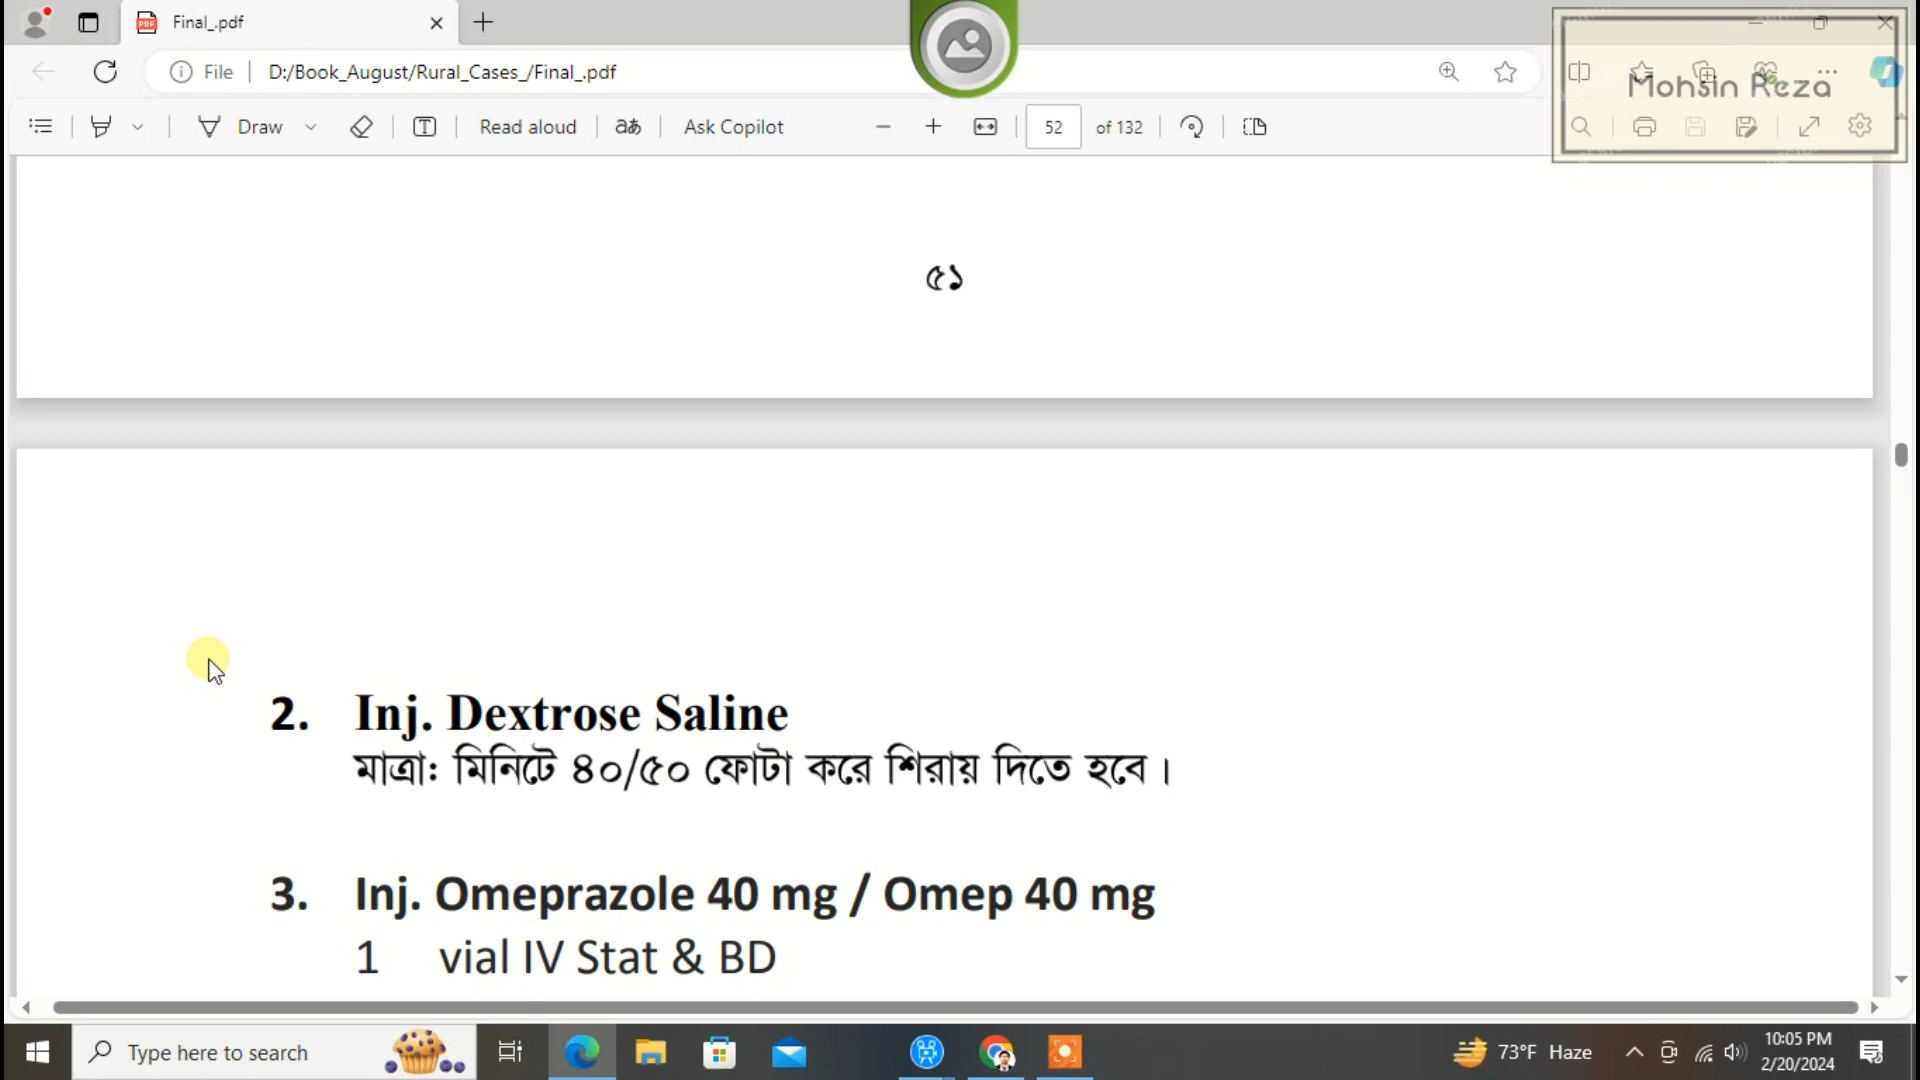 Final_.pdf
File
D:/Book_August/Rural_Cases_/Final_.pdf
Mohsin Reza
Draw
Read aloud
aあ
Ask Copilot
52
of 132
৫১
2. Inj. Dextrose Saline
মাত্রাঃ মিনিটে ৪০/৫০ ফোটা করে শিরায় দিতে হবে।
3. Inj. Omeprazole 40 mg / Omep 40 mg
1 vial IV Stat & BD
Type here to search
73°F Haze
10:05 PM
2/20/2024